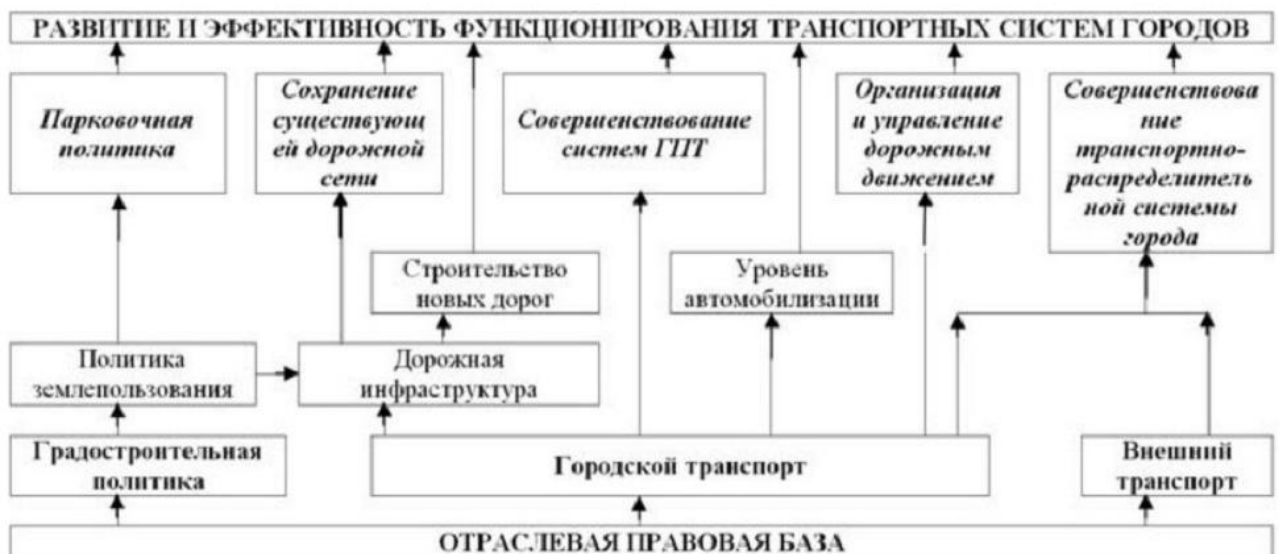 РАЗВИТИЕ И ЭФФЕКТИВНОСТЬ ФУНКЦИОНИРОВАНИЯ ТРАНСПОРТНЫХ СИСТЕМ ГОРОДОВ
Парковочная
политика
Сохранение
существующ
ей дорожной
сети
Совершенствование
систем ГПТ
Организация
и управление
дорожным
движением
Совершенствова
ние
транспортно-
распределитель
ной системы
города
Строительство
новых дорог
Уровень
автомобилизации
Политика
землепользования
Дорожная
инфраструктура
Градостроительная
политика
Городской транспорт
Внешний
транспорт
ОТРАСЛЕВАЯ ПРАВОВАЯ БАЗА